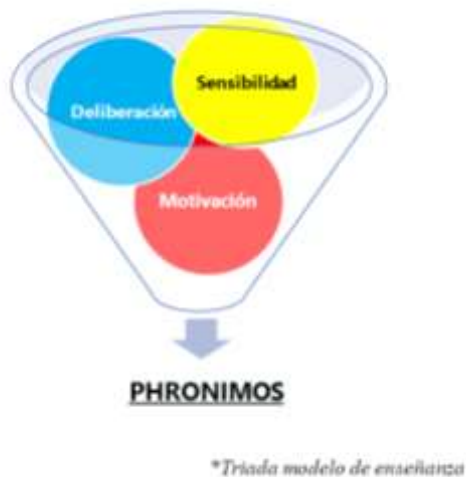 Sensibilidad
Deliberación
Motivación
PHRONIMOS
*Triada modelo de enseñanza